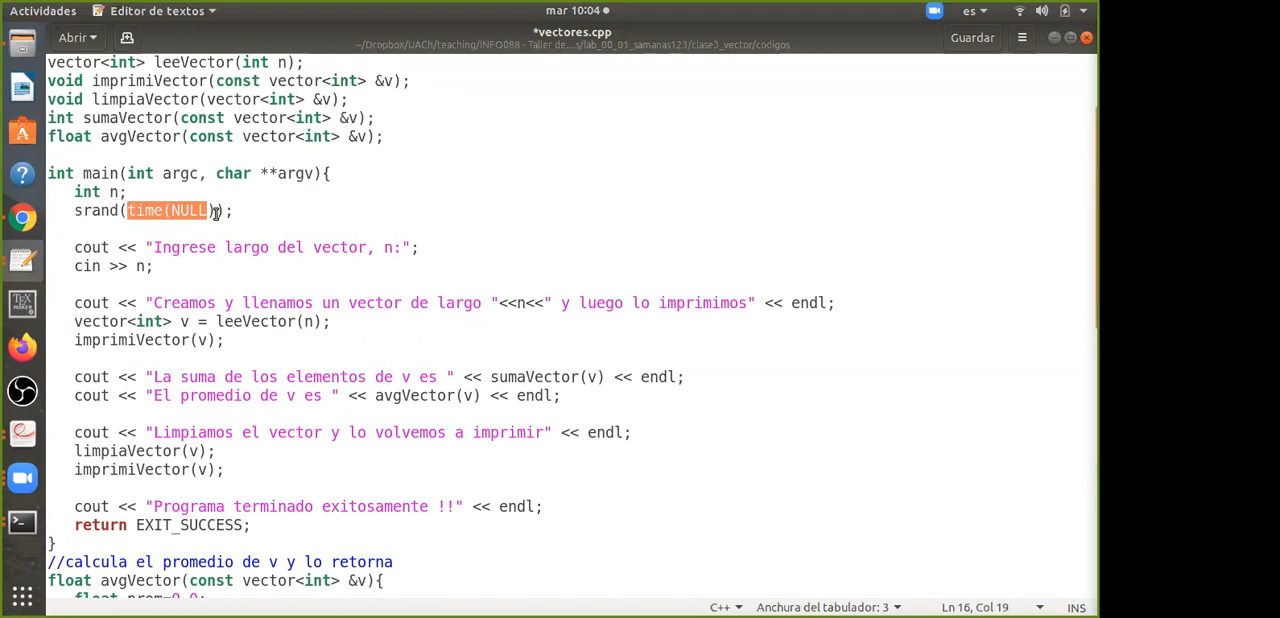 Actividades Editor de textos mar 10:04 es
Abrir *vectores.cpp Guardar
~/Dropbox/UACh/teaching/INFO088 - Taller de...s/lab_00_01_samanas123/clase3_vector/codigos
vector<int> leeVector(int n);
void imprimiVector(const vector<int> &v);
void limpiaVector(vector<int> &v);
int sumaVector(const vector<int> &v);
float avgVector(const vector<int> &v);
int main(int argc, char **argv){
int n;
srand(time(NULL));
cout << "Ingrese largo del vector, n:";
cin >> n;
cout << "Creamos y llenamos un vector de largo "<<n<<" y luego lo imprimimos" << endl;
vector<int> v = leeVector(n);
imprimiVector(v);
cout << "La suma de los elementos de v es " << sumaVector(v) << endl;
cout << "El promedio de v es " << avgVector(v) << endl;
cout << "Limpiamos el vector y lo volvemos a imprimir" << endl;
limpiaVector(v);
imprimiVector(v);
cout << "Programa terminado exitosamente !!" << endl;
return EXIT_SUCCESS;
}
//calcula el promedio de v y lo retorna
float avgVector(const vector<int> &v){
float prom=0.0;
C++ Anchura del tabulador: 3 Ln 16, Col 19 INS